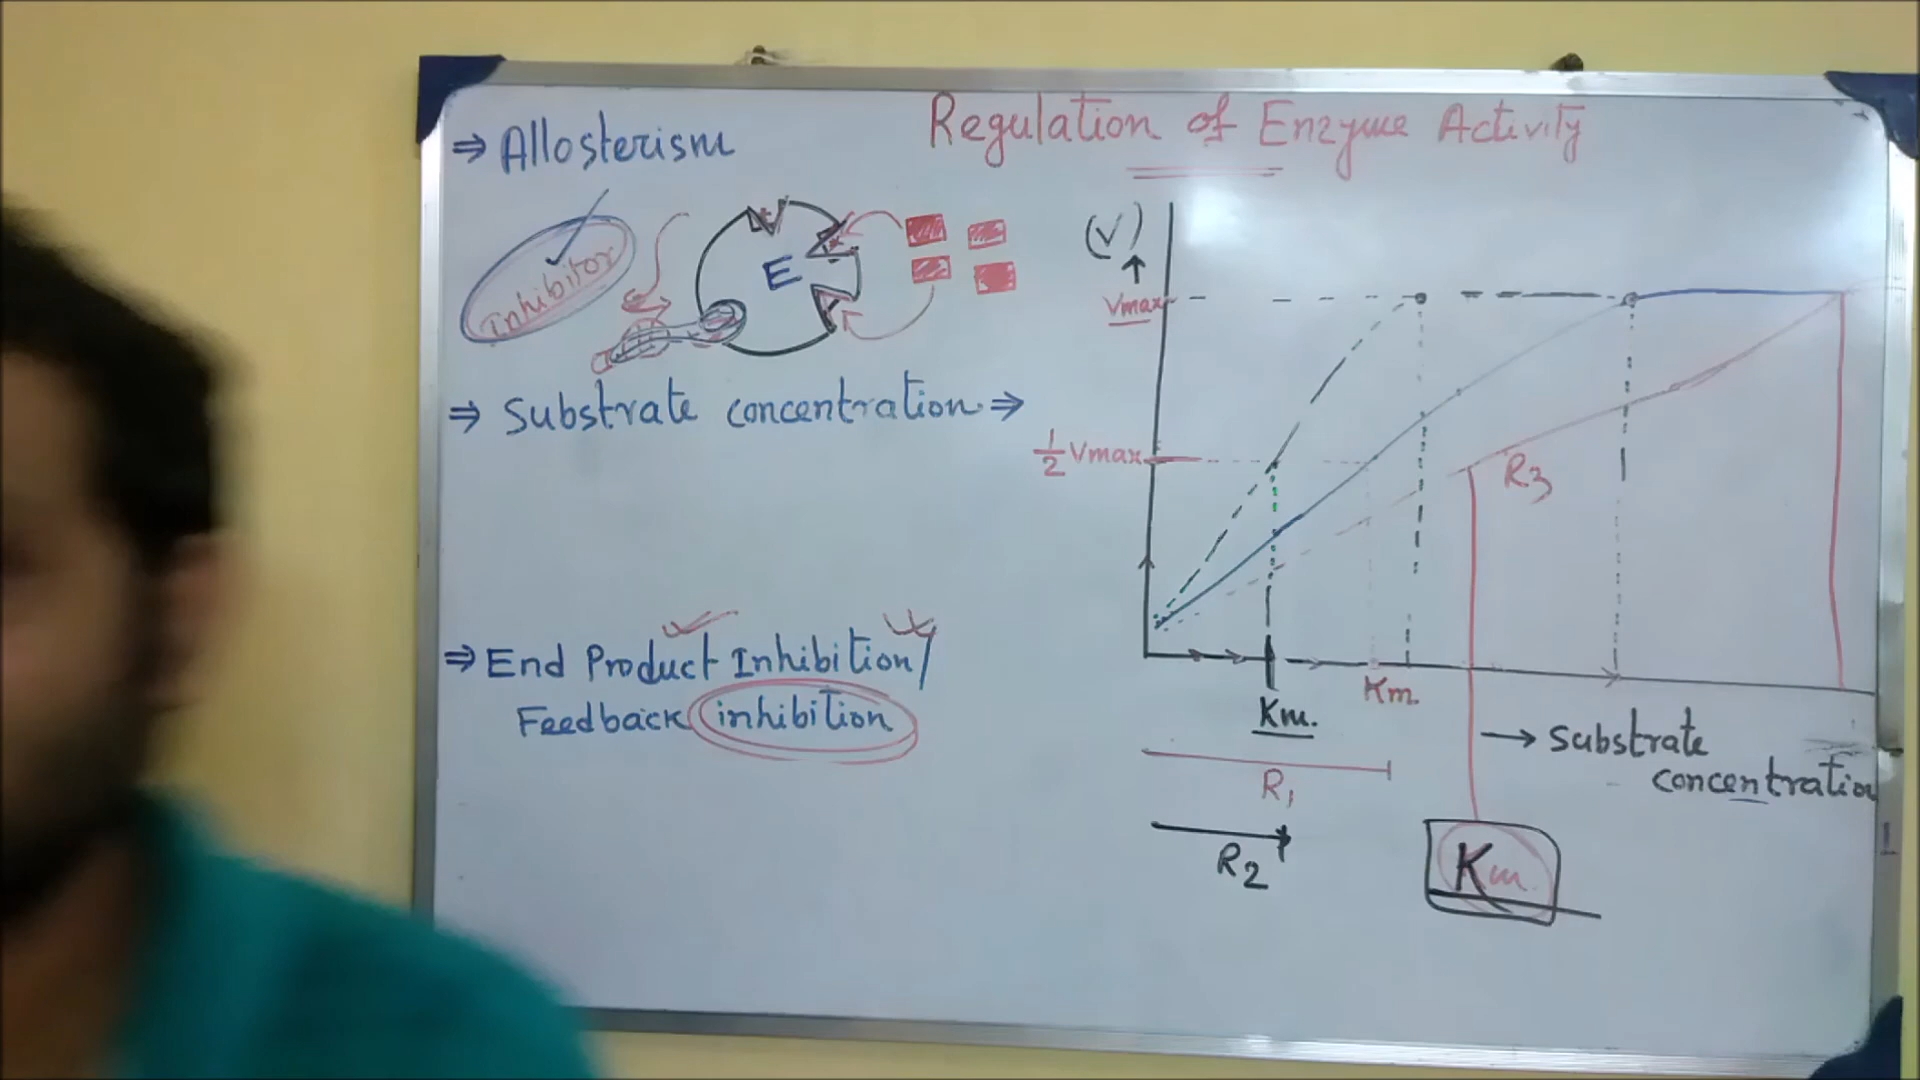 Regulation of Enzyme Activity
⇒ Allosterism
inhibitor
E
⇒ Substrate concentration ⇒
⇒ End Product Inhibition/
Feedback inhibition
(V)
↑
Vmax
1/2 Vmax
R3
Km.
Km.
→ Substrate
concentration
R1
R2
Km.